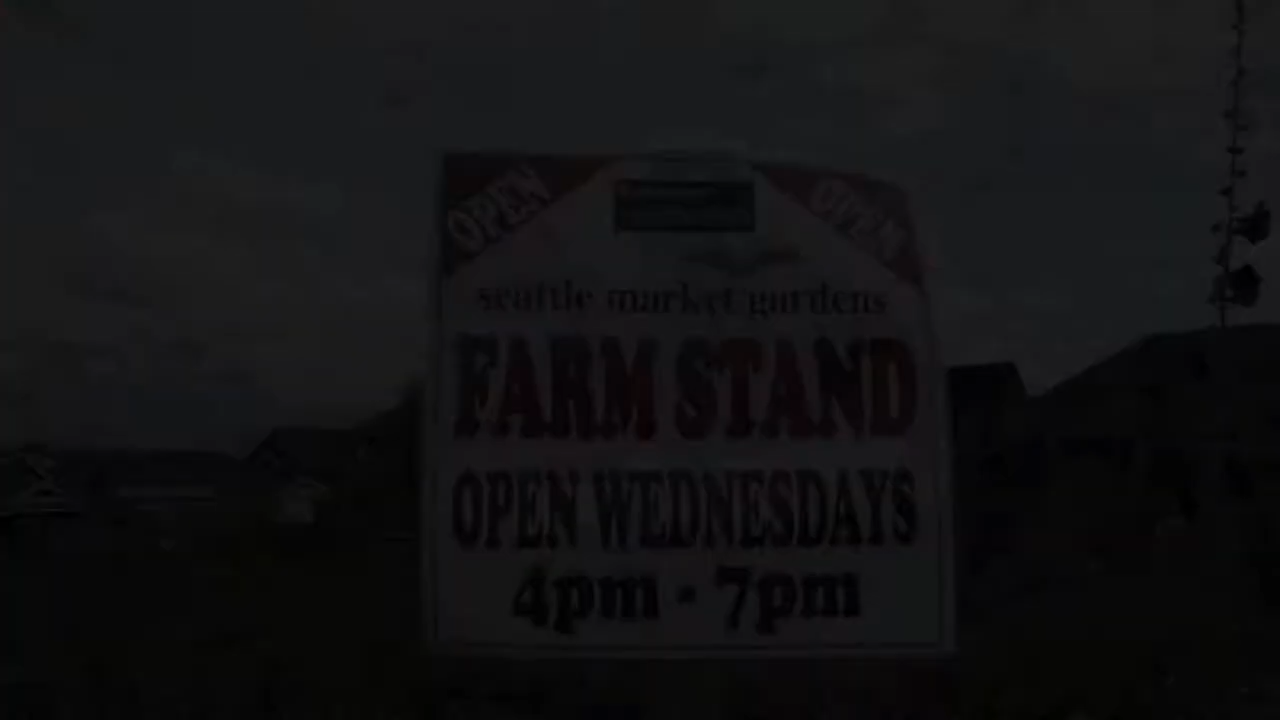 OPEN
OPEN
seattle market gardens
FARM STAND
OPEN WEDNESDAYS
4pm - 7pm